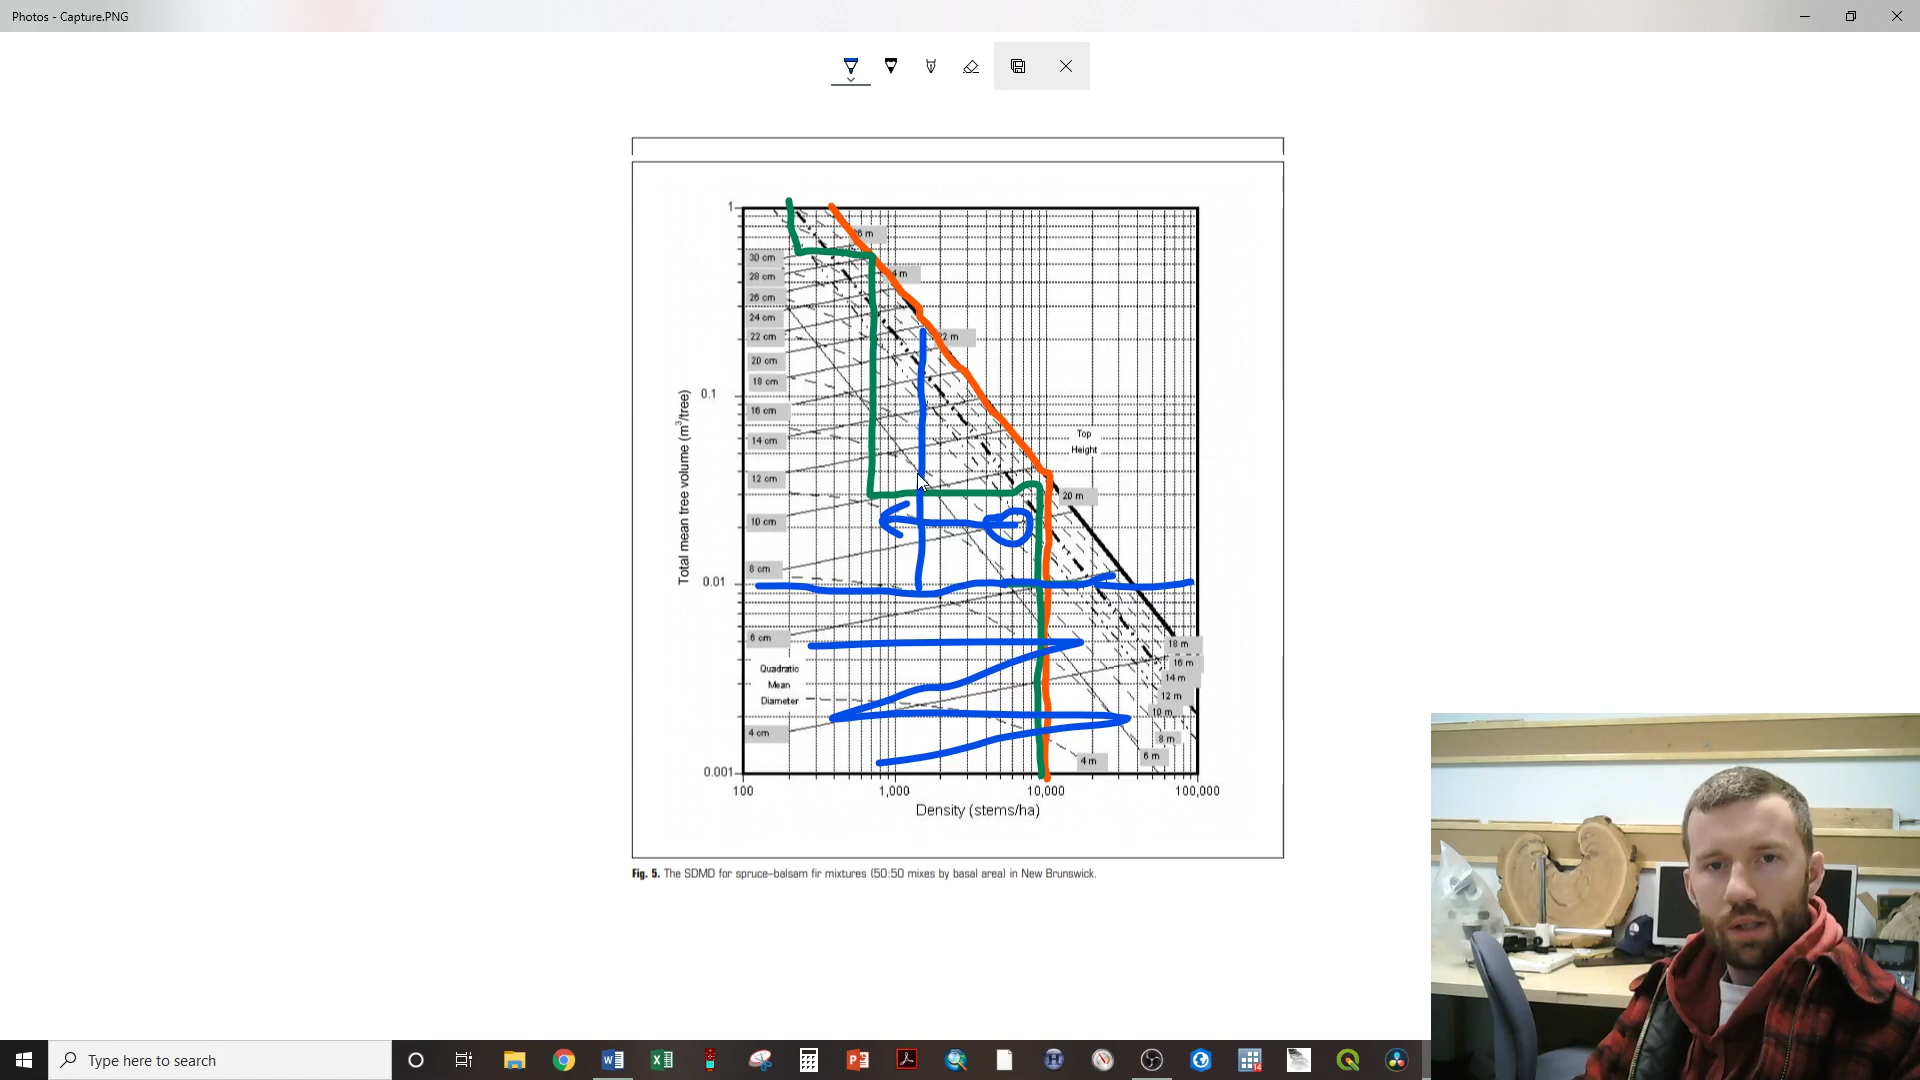 Photos - Capture.PNG
1
30 cm
4 m
28 cm
26 cm
24 cm
22 cm
22 m
20 cm
18 cm
0.1
16 cm
14 cm
Top
Height
12 cm
20 m
10 cm
8 cm
0.01
6 cm
18 m
16 m
Quadratic
14 m
Mean
12 m
Diameter
10 m
4 cm
8 m
6 m
4 m
0.001
100
1,000
10,000
100,000
Density (stems/ha)
Total mean tree volume (m³/tree)
Fig. 5. The SDMD for spruce–balsam fir mixtures (50:50 mixes by basal area) in New Brunswick.
Type here to search
14